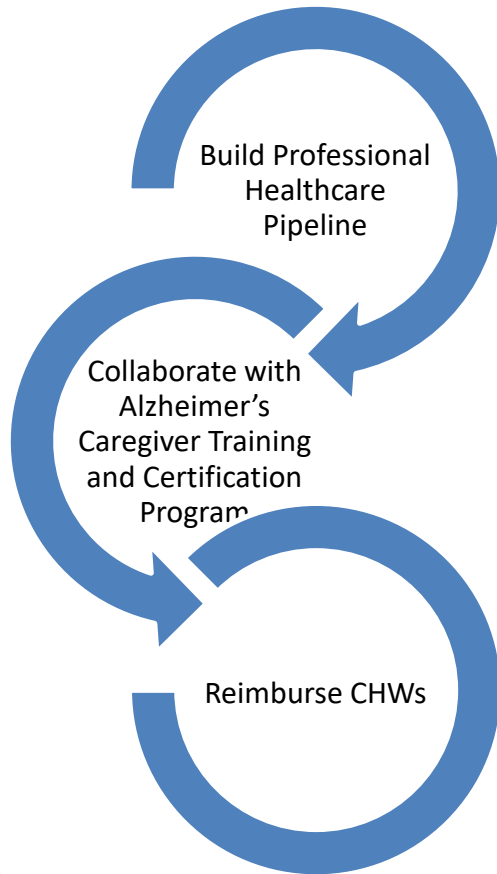 Build Professional
Healthcare
Pipeline
Collaborate with
Alzheimer’s
Caregiver Training
and Certification
Program
Reimburse CHWs